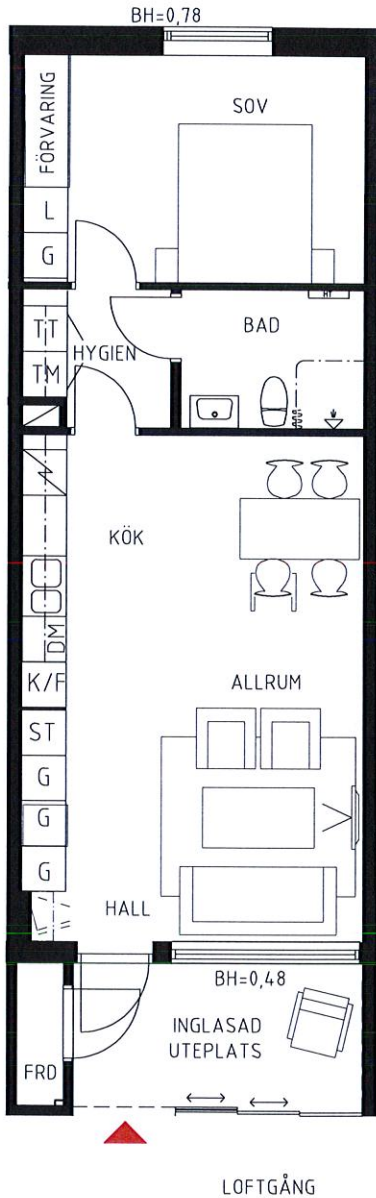 BH=0,78
FÖRVARING
SOV
L
G
HT
TT
HYGIEN
BAD
TM
KÖK
DM
K/F
ALLRUM
ST
G
G
G
HALL
BH=0,48
INGLASAD
UTEPLATS
FRD
LOFTGÅNG